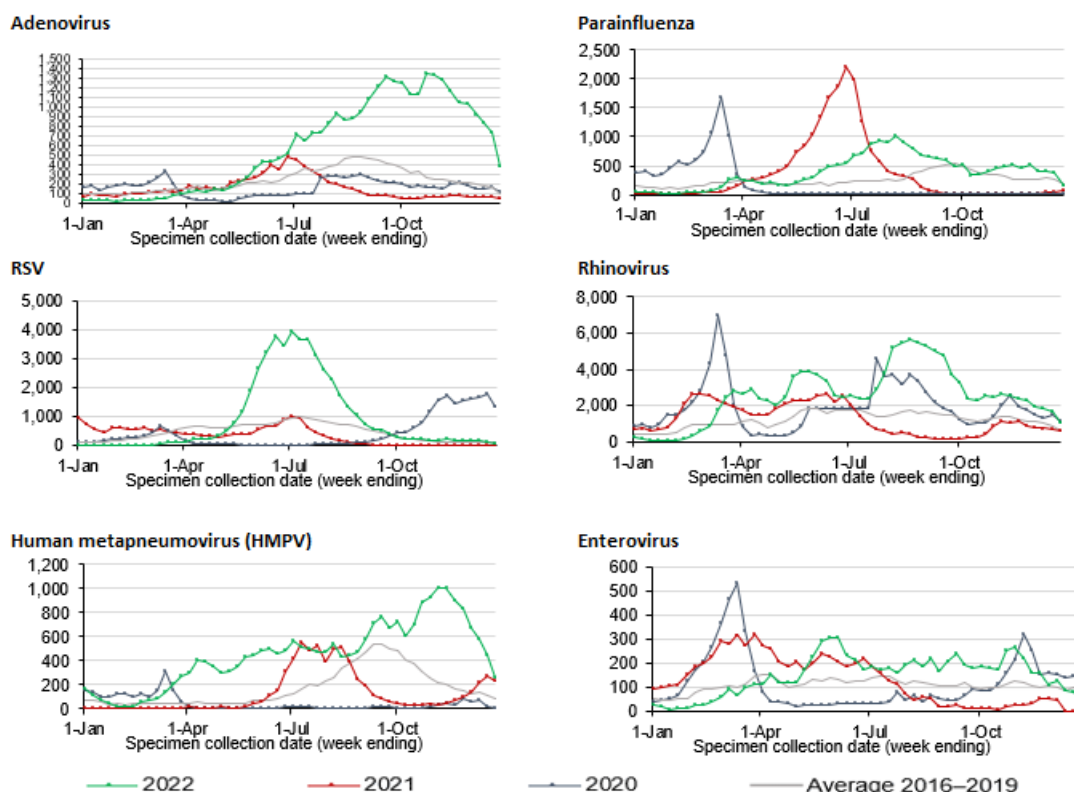 Adenovirus
1,500
1,400
1,300
1,200
1,100
1,000
900
800
700
600
500
400
300
200
100
0
1-Jan 1-Apr 1-Jul 1-Oct
Specimen collection date (week ending)
Parainfluenza
2,500
2,000
1,500
1,000
500
0
1-Jan 1-Apr 1-Jul 1-Oct
Specimen collection date (week ending)
RSV
5,000
4,000
3,000
2,000
1,000
0
1-Jan 1-Apr 1-Jul 1-Oct
Specimen collection date (week ending)
Rhinovirus
8,000
6,000
4,000
2,000
0
1-Jan 1-Apr 1-Jul 1-Oct
Specimen collection date (week ending)
Human metapneumovirus (HMPV)
1,200
1,000
800
600
400
200
0
1-Jan 1-Apr 1-Jul 1-Oct
Specimen collection date (week ending)
Enterovirus
600
500
400
300
200
100
0
1-Jan 1-Apr 1-Jul 1-Oct
Specimen collection date (week ending)
2022 2021 2020 Average 2016–2019